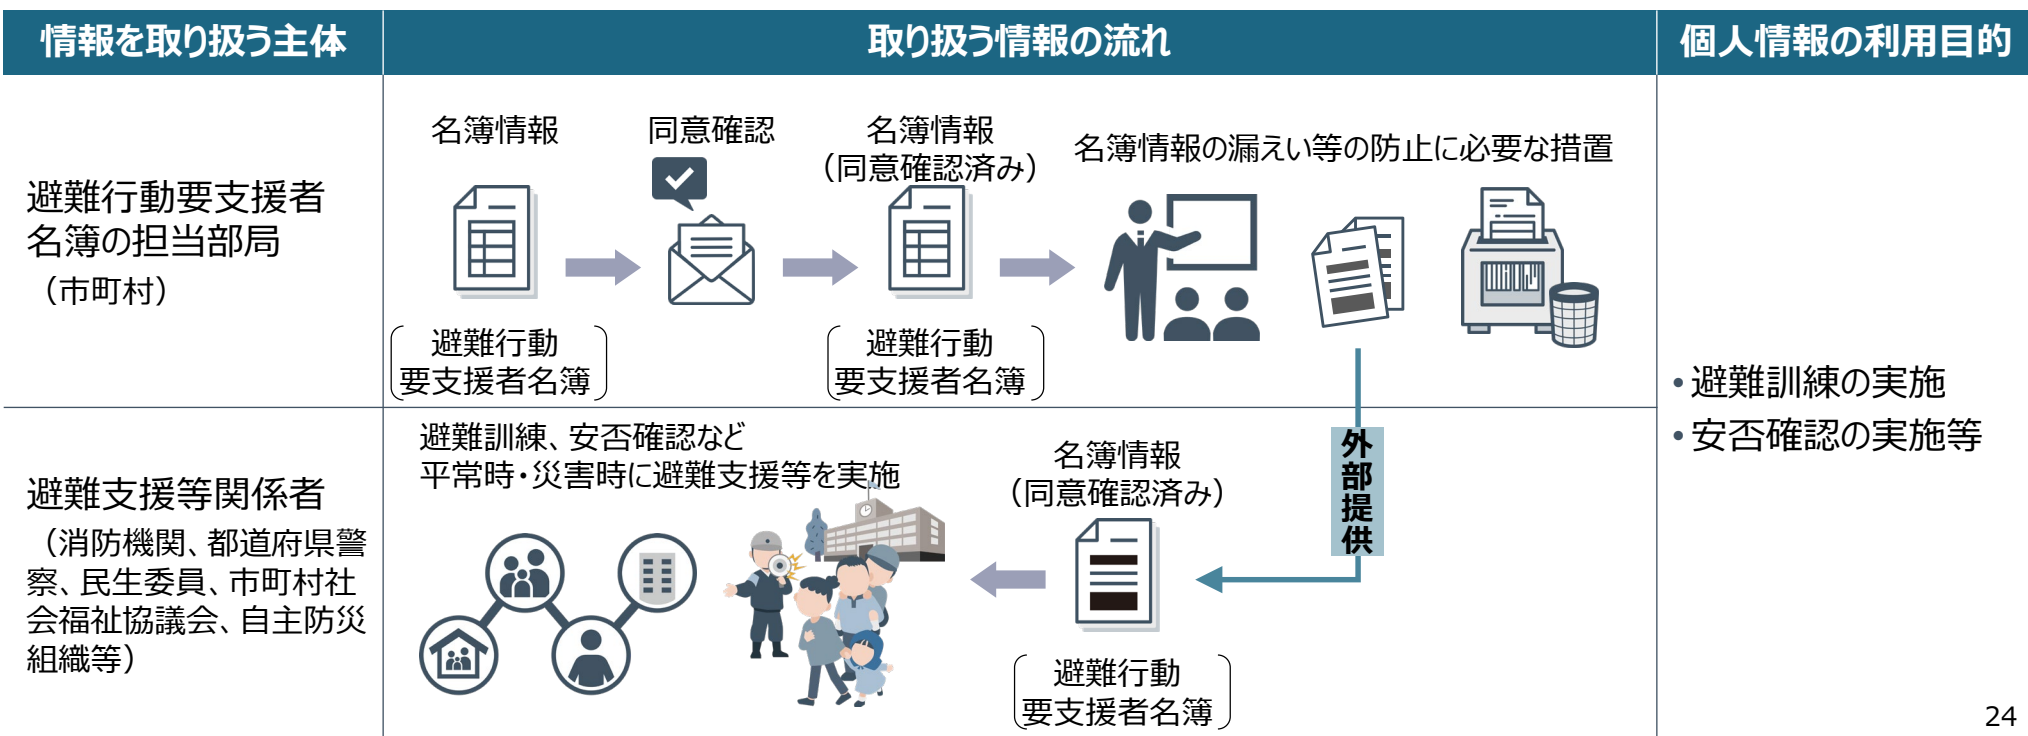 情報を取り扱う主体
取り扱う情報の流れ
個人情報の利用目的
避難行動要支援者
名簿の担当部局
（市町村）
名簿情報
同意確認
名簿情報
（同意確認済み）
名簿情報の漏えい等の防止に必要な措置
避難行動
要支援者名簿
避難行動
要支援者名簿
外部提供
避難支援等関係者
（消防機関、都道府県警
察、民生委員、市町村社
会福祉協議会、自主防災
組織等）
避難訓練、安否確認など
平常時・災害時に避難支援等を実施
名簿情報
（同意確認済み）
避難行動
要支援者名簿
•避難訓練の実施
•安否確認の実施等
24